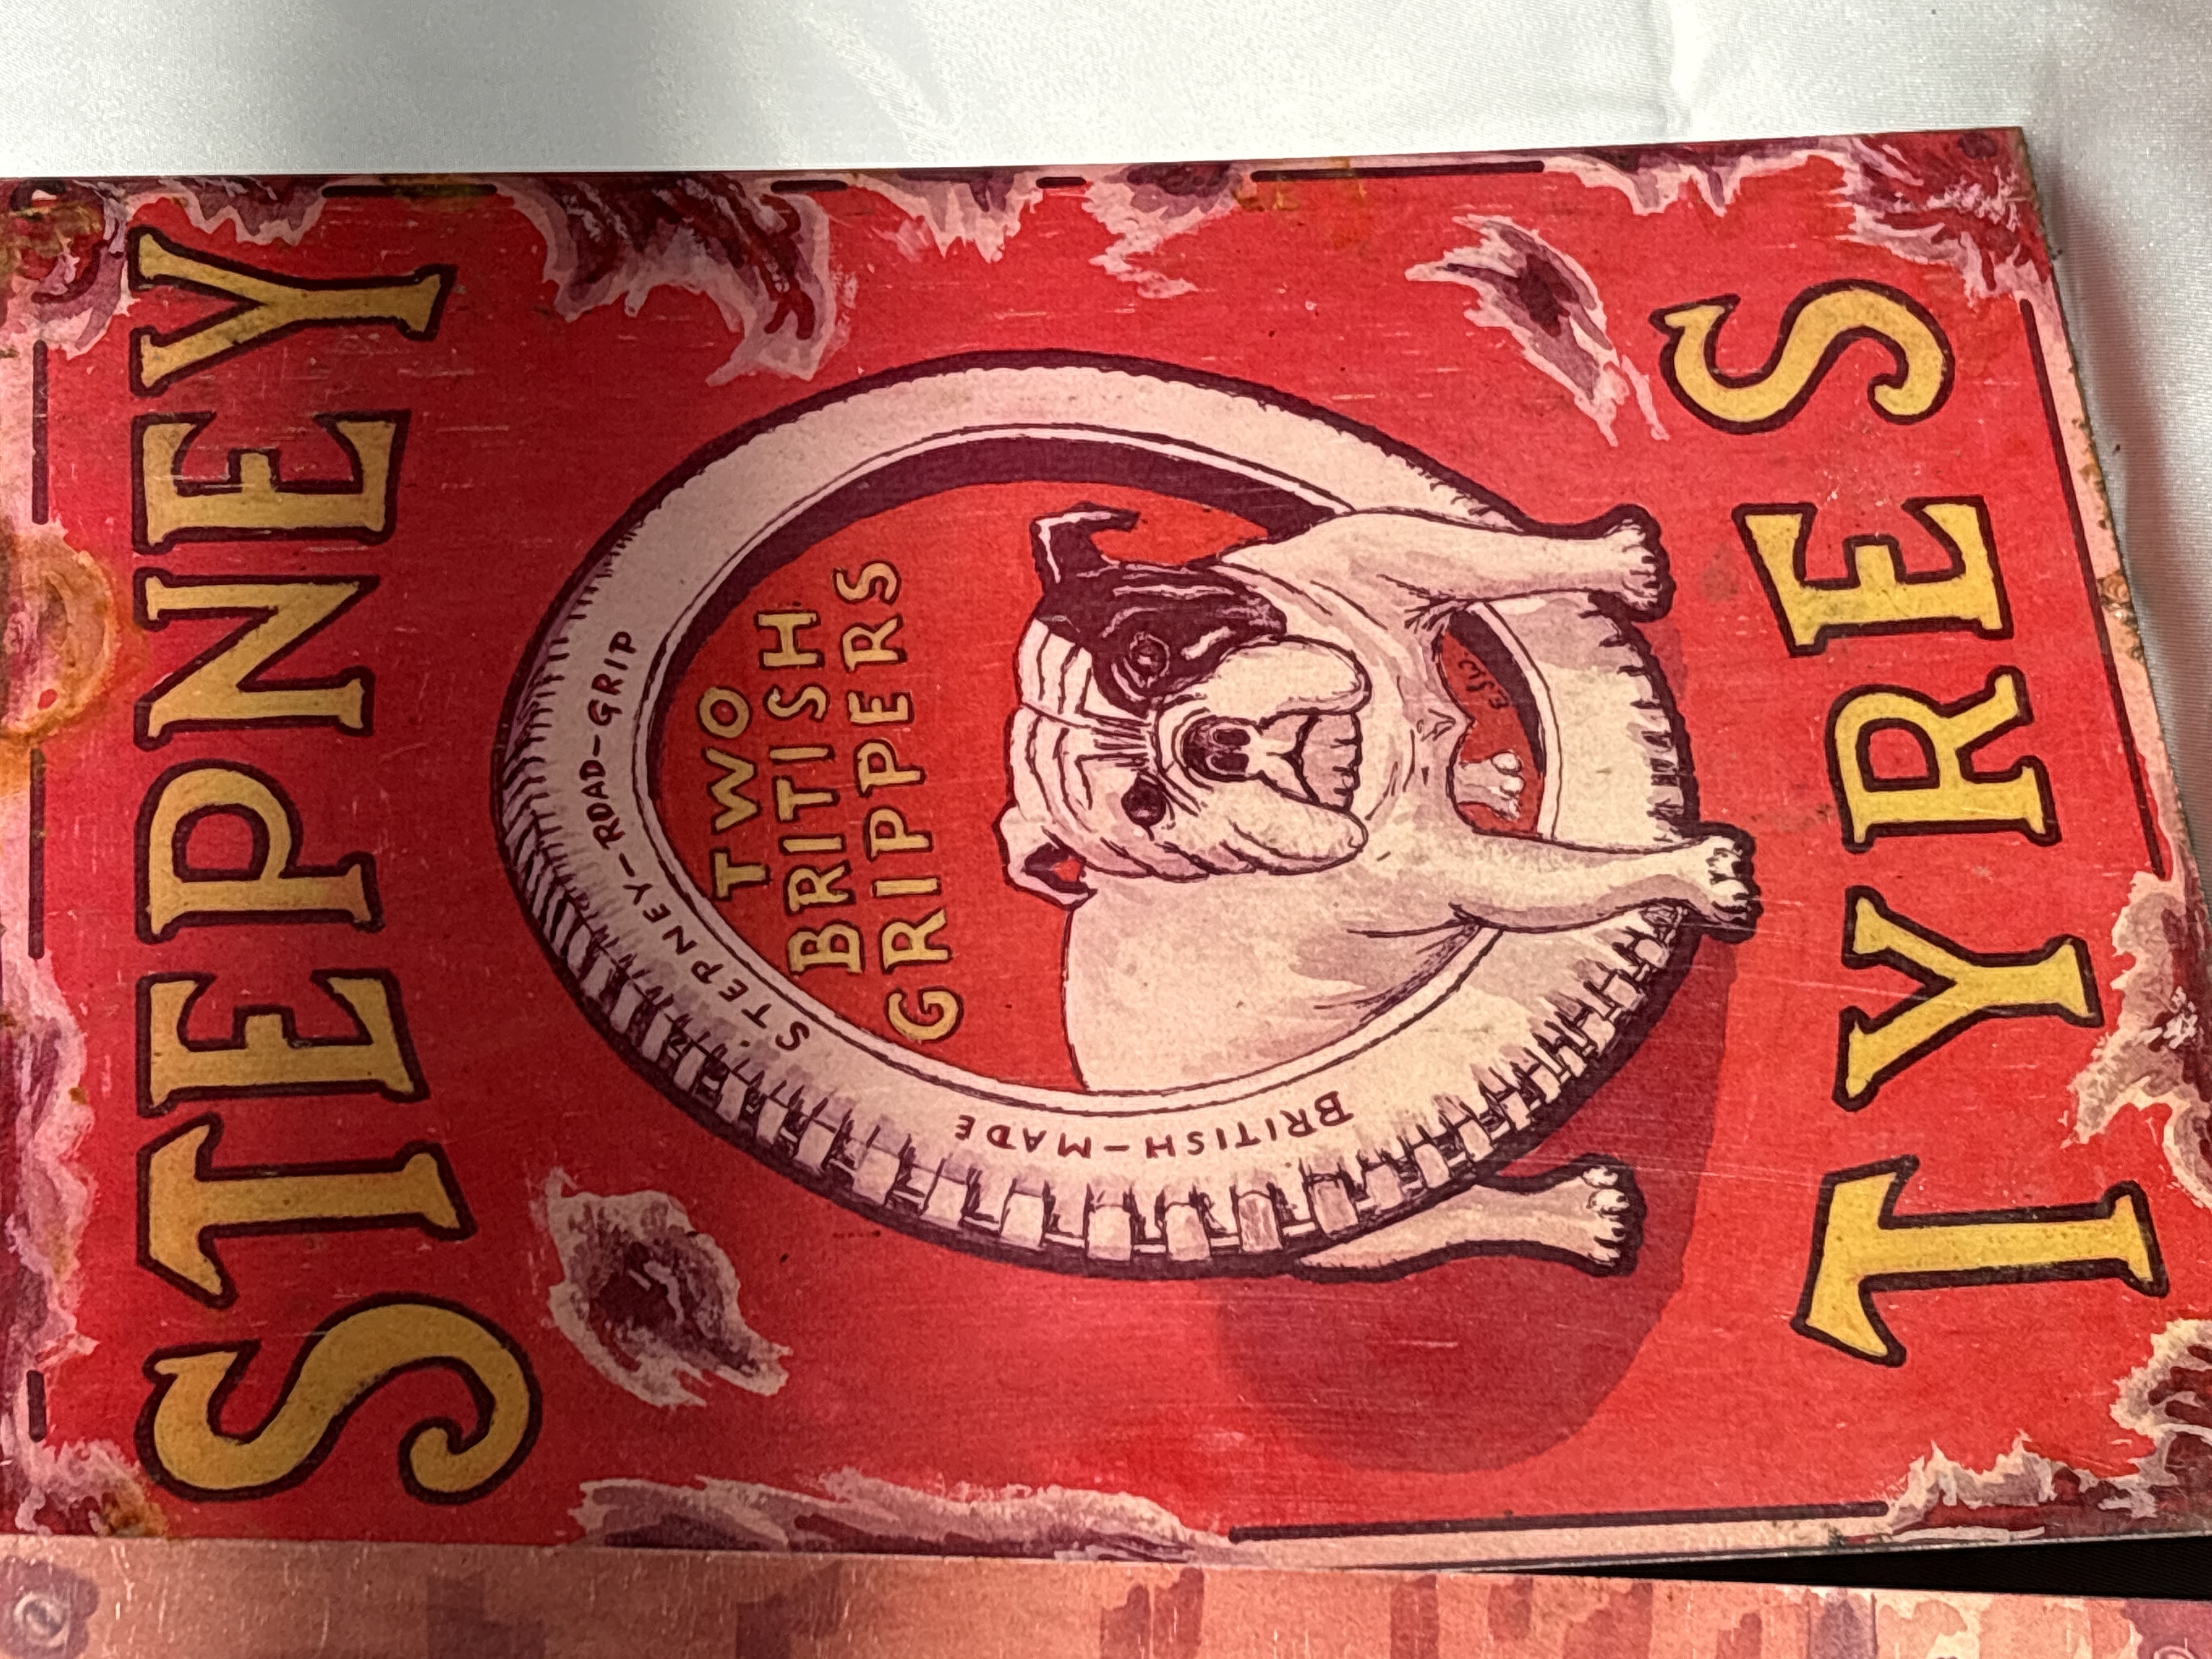 STEPNEY
TWO
BRITISH
GRIPPERS
STEPNEY-ROAD-GRIP
BRITISH-MADE
TYRES